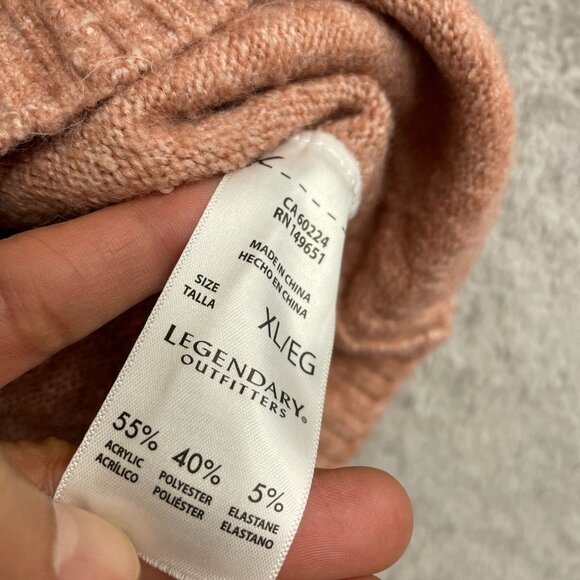 CA 60224
RN 149651
MADE IN CHINA
HECHO EN CHINA
SIZE
TALLA
XL/EG
LEGENDARY
OUTFITTERS®
55%
ACRYLIC
ACRÍLICO
40%
POLYESTER
POLIÉSTER
5%
ELASTANE
ELASTANO